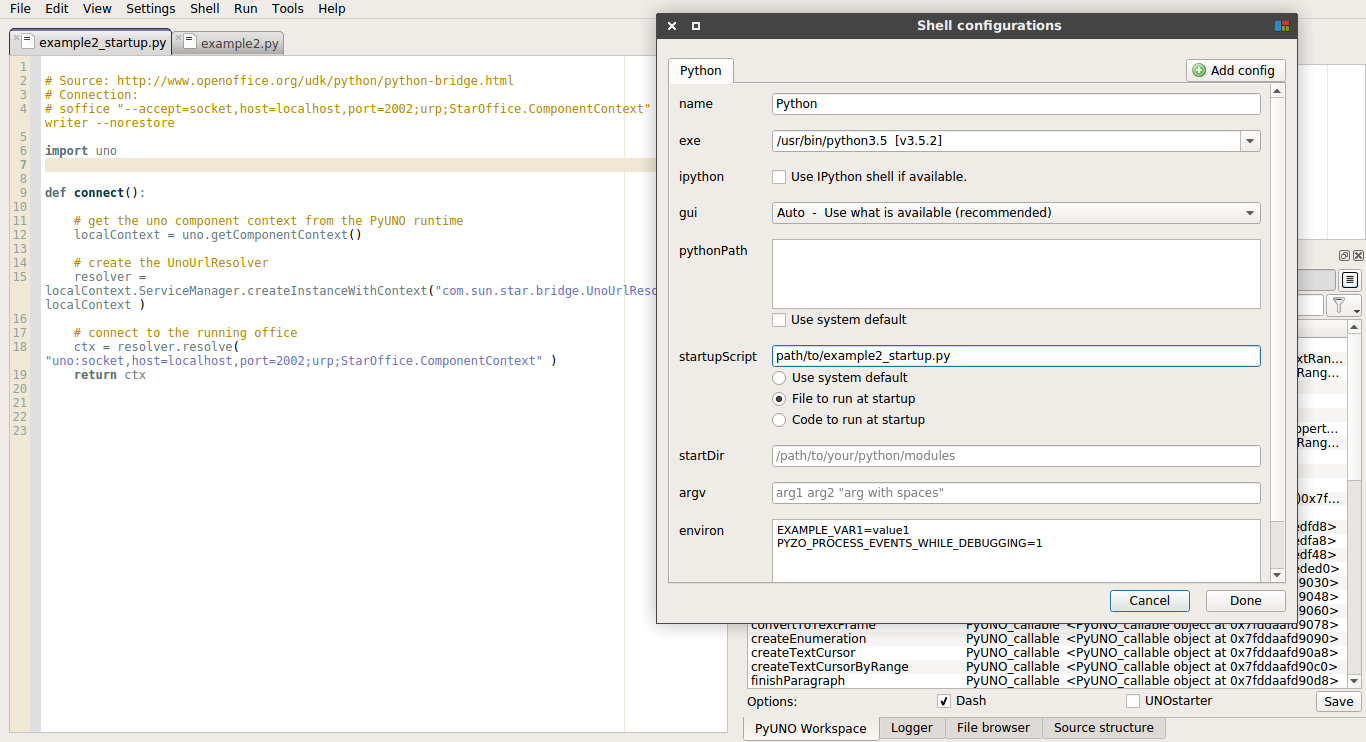 File Edit View Settings Shell Run Tools Help
example2_startup.py example2.py
1
2 # Source: http://www.openoffice.org/udk/python/python-bridge.html
3 # Connection:
4 # soffice "--accept=socket,host=localhost,port=2002;urp;StarOffice.ComponentContext"
writer --norestore
5
6 import uno
7
8
9 def connect():
10
11 # get the uno component context from the PyUNO runtime
12 localContext = uno.getComponentContext()
13
14 # create the UnoUrlResolver
15 resolver =
localContext.ServiceManager.createInstanceWithContext("com.sun.star.bridge.UnoUrlReso
localContext )
16
17 # connect to the running office
18 ctx = resolver.resolve(
"uno:socket,host=localhost,port=2002;urp;StarOffice.ComponentContext" )
19 return ctx
20
21
22
23
Shell configurations
Python
Add config
name Python
exe /usr/bin/python3.5 [v3.5.2]
ipython Use IPython shell if available.
gui Auto - Use what is available (recommended)
pythonPath
Use system default
startupScript path/to/example2_startup.py
Use system default
File to run at startup
Code to run at startup
startDir /path/to/your/python/modules
argv arg1 arg2 "arg with spaces"
environ EXAMPLE_VAR1=value1
PYZO_PROCESS_EVENTS_WHILE_DEBUGGING=1
Cancel Done
xtRan...
Rang...
opert...
Rang...
)0x7f...
edfd8>
edfa8>
edf48>
eded0>
9030>
9048>
9060>
convertToTextFrame PyUNO_callable <PyUNO_callable object at 0x7fddaafd9078>
createEnumeration PyUNO_callable <PyUNO_callable object at 0x7fddaafd9090>
createTextCursor PyUNO_callable <PyUNO_callable object at 0x7fddaafd90a8>
createTextCursorByRange PyUNO_callable <PyUNO_callable object at 0x7fddaafd90c0>
finishParagraph PyUNO_callable <PyUNO_callable object at 0x7fddaafd90d8>
Options: Dash UNOstarter Save
PyUNO Workspace Logger File browser Source structure